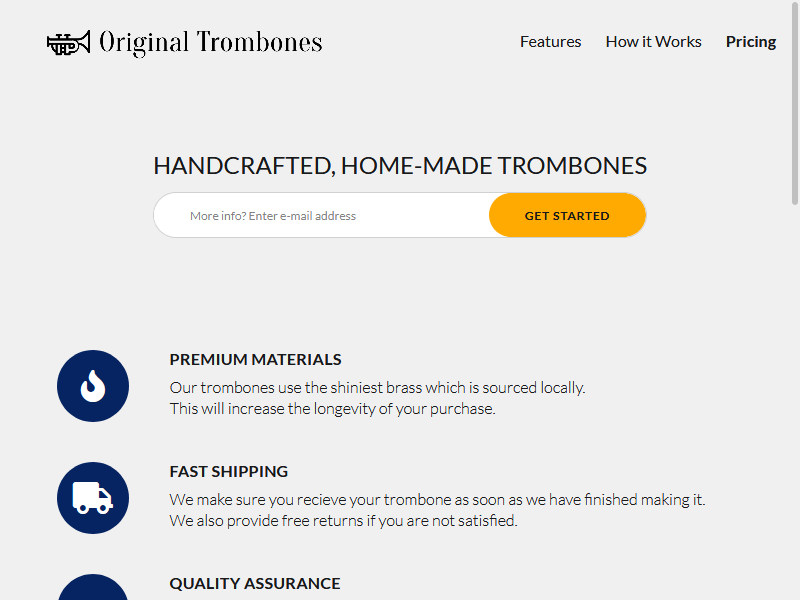 Original Trombones
Features
How it Works
Pricing
HANDCRAFTED, HOME-MADE TROMBONES
More info? Enter e-mail address
GET STARTED
PREMIUM MATERIALS
Our trombones use the shiniest brass which is sourced locally.
This will increase the longevity of your purchase.
FAST SHIPPING
We make sure you recieve your trombone as soon as we have finished making it.
We also provide free returns if you are not satisfied.
QUALITY ASSURANCE